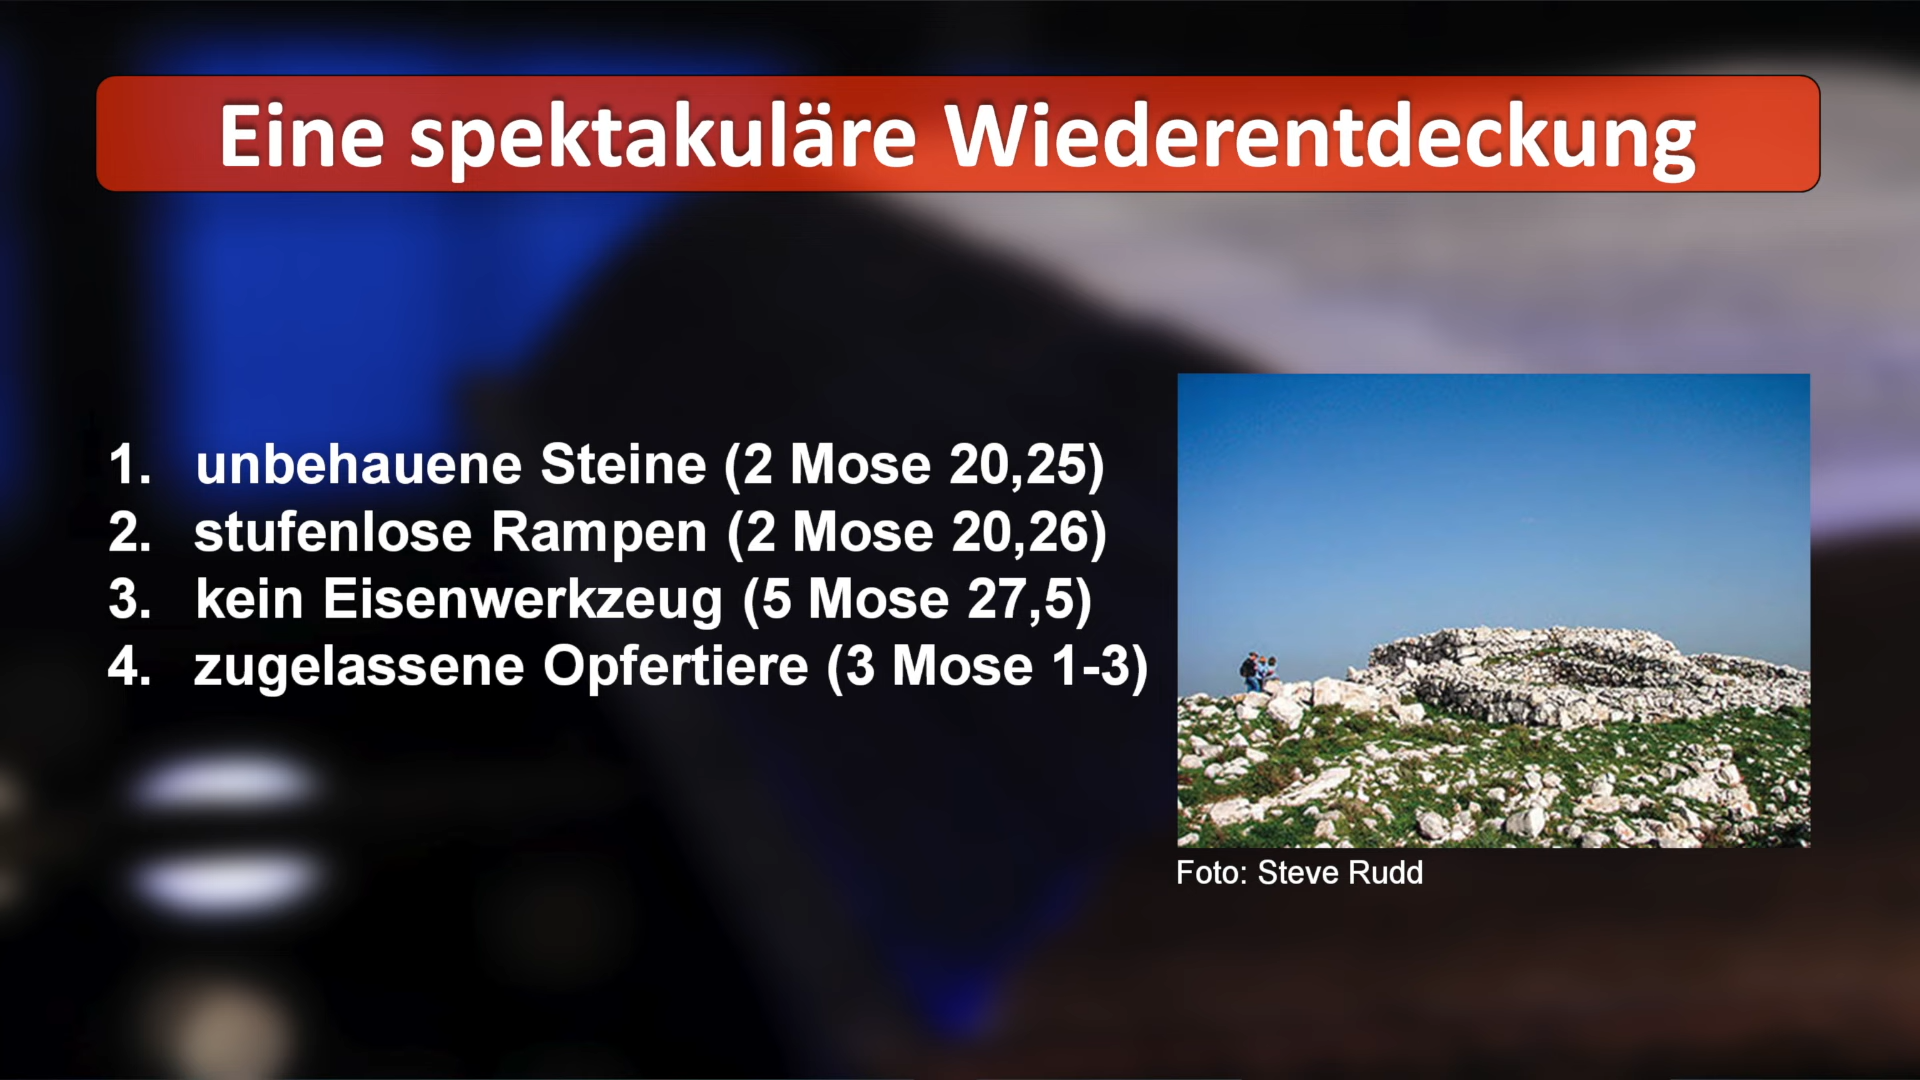 Eine spektakuläre Wiederentdeckung
1. unbehauene Steine (2 Mose 20,25)
2. stufenlose Rampen (2 Mose 20,26)
3. kein Eisenwerkzeug (5 Mose 27,5)
4. zugelassene Opfertiere (3 Mose 1-3)
Foto: Steve Rudd